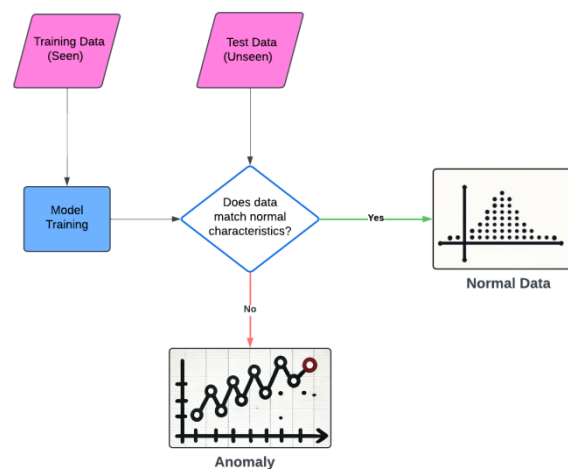 Training Data
(Seen)
Test Data
(Unseen)
Model
Training
Does data
match normal
characteristics?
Yes
Normal Data
No
Anomaly